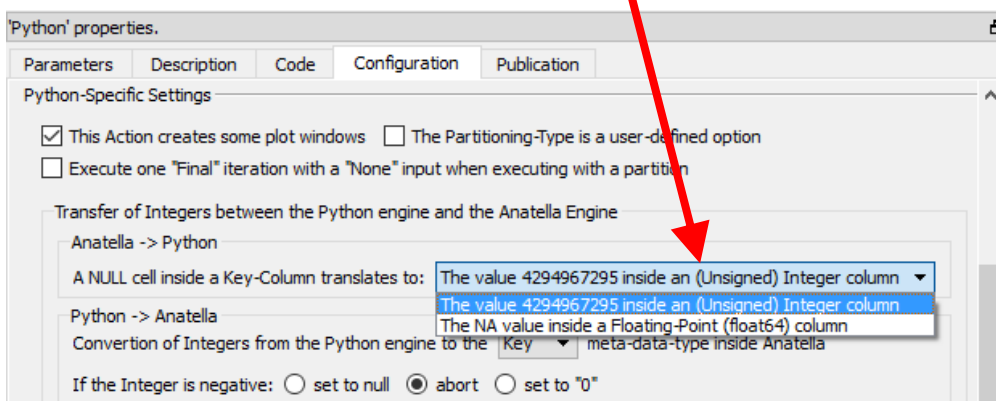 'Python' properties.
Parameters Description Code Configuration Publication
Python-Specific Settings
This Action creates some plot windows The Partitioning-Type is a user-defined option
Execute one "Final" iteration with a "None" input when executing with a partition
Transfer of Integers between the Python engine and the Anatella Engine
Anatella -> Python
A NULL cell inside a Key-Column translates to: The value 4294967295 inside an (Unsigned) Integer column
The value 4294967295 inside an (Unsigned) Integer column
The NA value inside a Floating-Point (float64) column
Python -> Anatella
Convertion of Integers from the Python engine to the Key meta-data-type inside Anatella
If the Integer is negative: set to null abort set to "0"